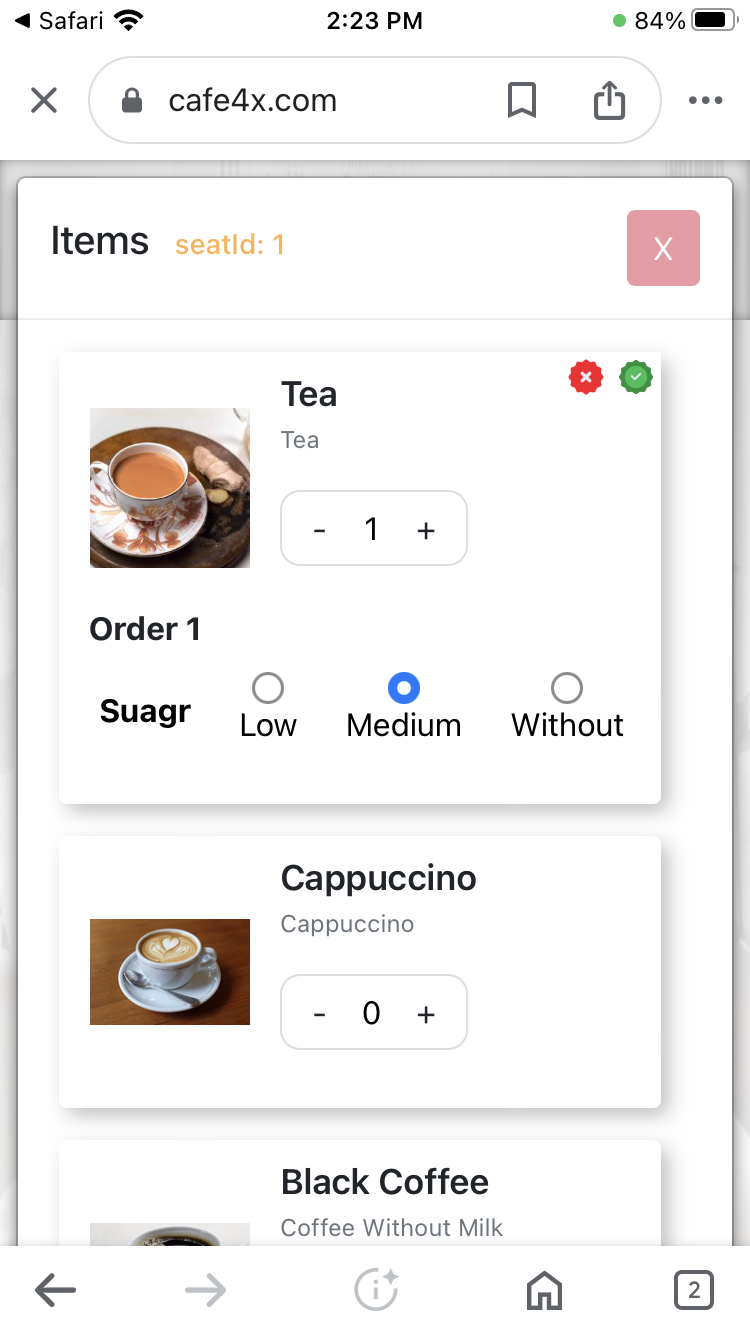 Safari 2:23 PM 84%
cafe4x.com
Items seatId: 1 X
Tea
Tea
- 1 +
Order 1
Suagr Low Medium Without
Cappuccino
Cappuccino
- 0 +
Black Coffee
Coffee Without Milk
2